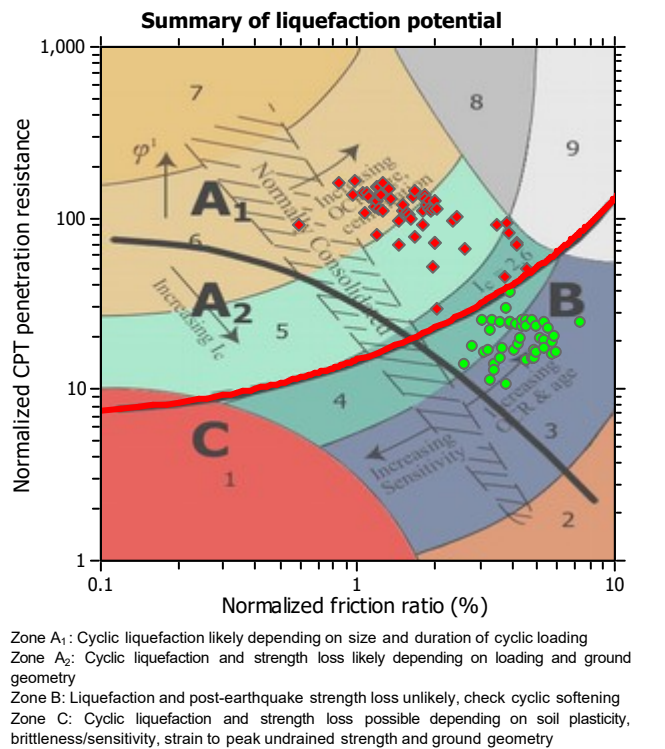 Summary of liquefaction potential
1,000
100
10
1
0.1
1
10
Normalized CPT penetration resistance
Normalized friction ratio (%)
7
8
9
φ'
A1
6
A2
5
4
B
3
C
1
2
Normally Consolidated
Increasing
Increasing Ic
Ic = 2.6
Increasing
OCR & age
Increasing
Sensitivity
Zone A1: Cyclic liquefaction likely depending on size and duration of cyclic loading
Zone A2: Cyclic liquefaction and strength loss likely depending on loading and ground
geometry
Zone B: Liquefaction and post-earthquake strength loss unlikely, check cyclic softening
Zone C: Cyclic liquefaction and strength loss possible depending on soil plasticity,
brittleness/sensitivity, strain to peak undrained strength and ground geometry